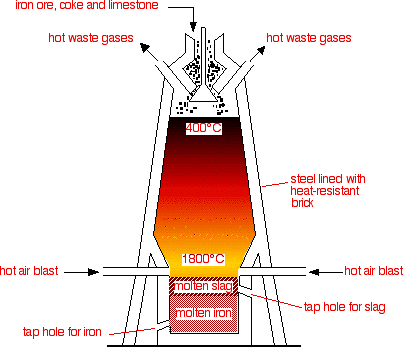 iron ore, coke and limestone
hot waste gases
hot waste gases
400°C
steel lined with
heat-resistant
brick
1800°C
hot air blast
hot air blast
molten slag
tap hole for slag
molten iron
tap hole for iron